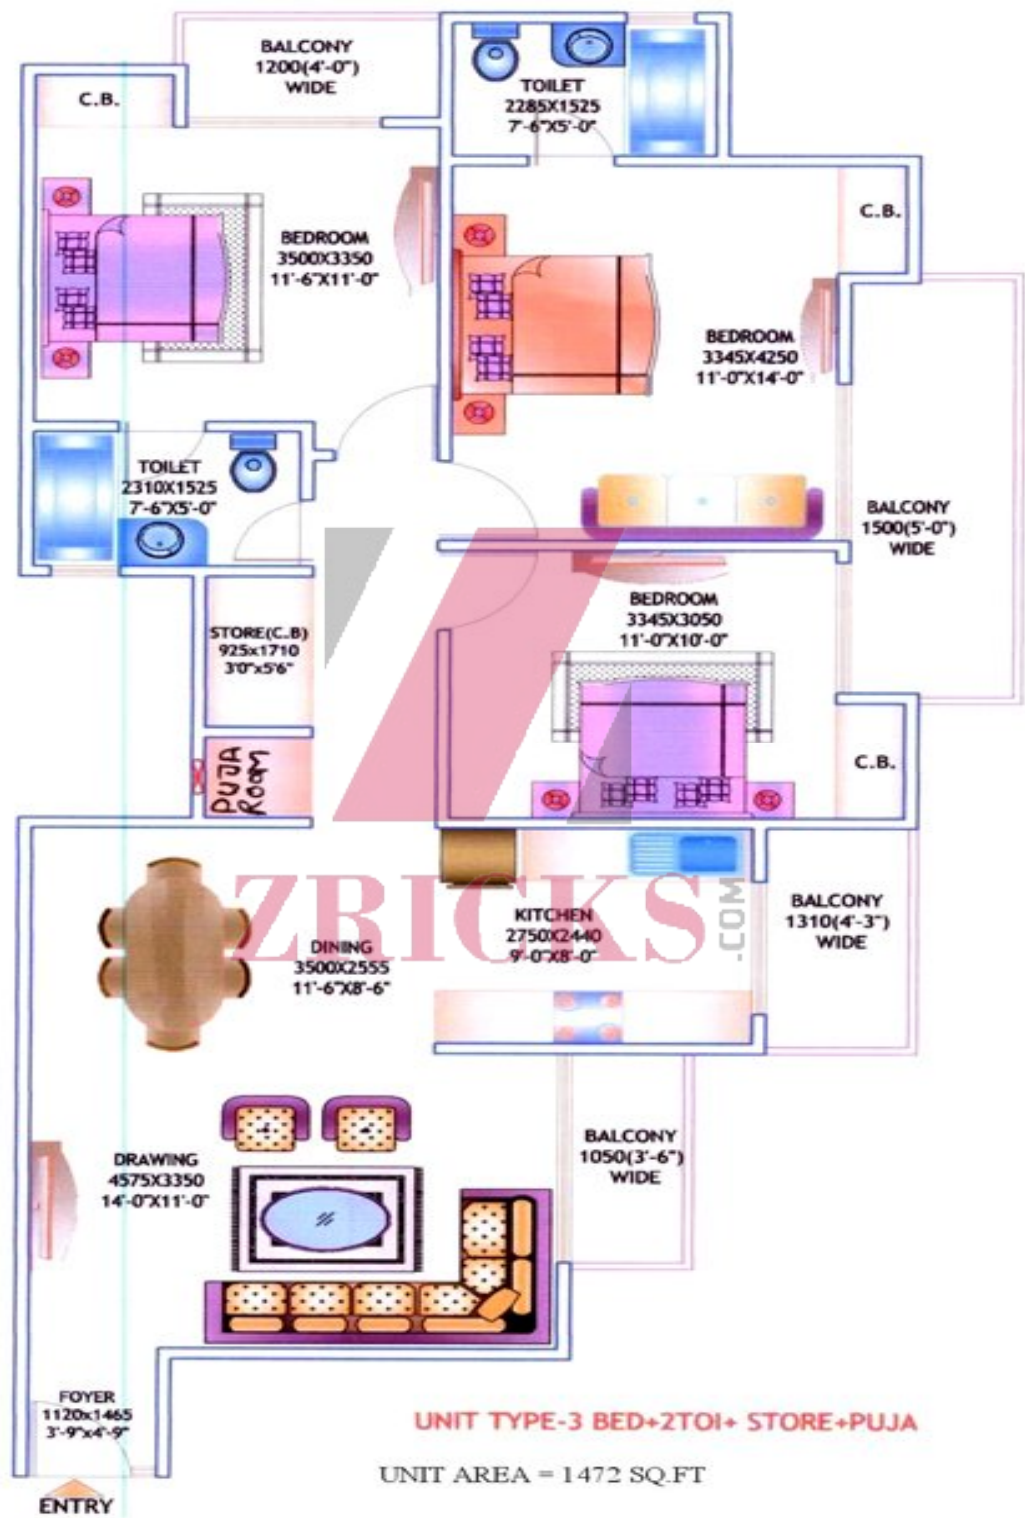 BALCONY
1200(4'-0")
WIDE
C.B.
TOILET
2285X1525
7'-6"X5'-0"
C.B.
BEDROOM
3500X3350
11'-6"X11'-0"
BEDROOM
3345X4250
11'-0"X14'-0"
TOILET
2310X1525
7'-6"X5'-0"
BALCONY
1500(5'-0")
WIDE
BEDROOM
3345X3050
11'-0"X10'-0"
STORE(C.B)
925x1710
3'0"x5'6"
PUJA
ROOM
C.B.
ZRICKS
.COM
KITCHEN
2750X2440
9'-0"X8'-0"
BALCONY
1310(4'-3")
WIDE
DINING
3500X2555
11'-6"X8'-6"
BALCONY
1050(3'-6")
WIDE
DRAWING
4575X3350
14'-0"X11'-0"
FOYER
1120x1465
3'-9"x4'-9"
UNIT TYPE-3 BED+2TOI+ STORE+PUJA
UNIT AREA = 1472 SQ.FT
ENTRY